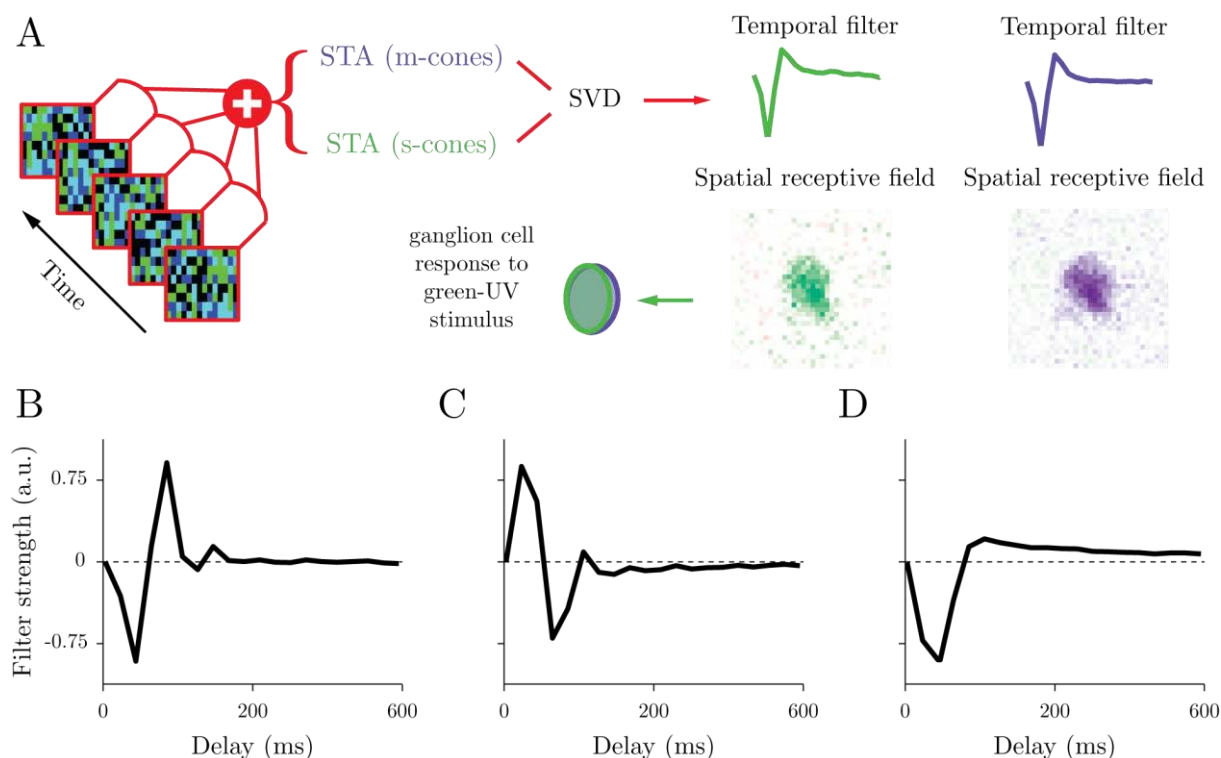 A
Time
STA (m-cones)
STA (s-cones)
SVD
Temporal filter
Temporal filter
Spatial receptive field
Spatial receptive field
ganglion cell
response to
green-UV
stimulus
B
C
D
Filter strength (a.u.)
0.75
0
-0.75
0
200
600
Delay (ms)
0
200
600
Delay (ms)
0
200
600
Delay (ms)